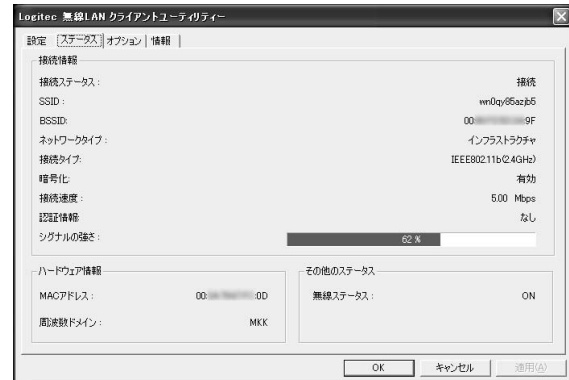 Logitec 無線LAN クライアントユーティリティー
設定 ステータス オプション 情報
接続情報
接続ステータス: 接続
SSID: wn0qy85azjb5
BSSID: 00 9F
ネットワークタイプ: インフラストラクチャ
接続タイプ: IEEE802.11b(2.4GHz)
暗号化: 有効
接続速度: 5.00 Mbps
認証情報: なし
シグナルの強さ: 62 %
ハードウェア情報
MACアドレス: 00: :0D
周波数ドメイン: MKK
その他のステータス
無線ステータス: ON
OK キャンセル 適用(A)